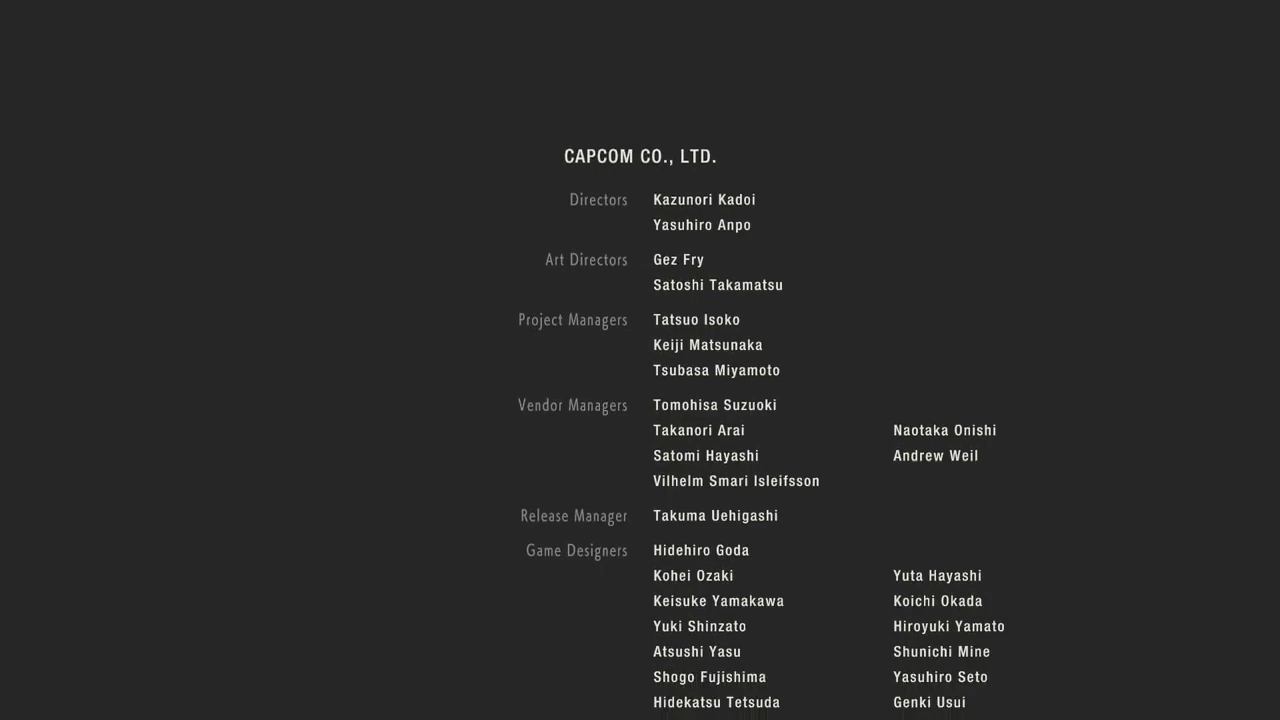 CAPCOM CO., LTD.
Directors Kazunori Kadoi
Yasuhiro Anpo
Art Directors Gez Fry
Satoshi Takamatsu
Project Managers Tatsuo Isoko
Keiji Matsunaka
Tsubasa Miyamoto
Vendor Managers Tomohisa Suzuoki
Takanori Arai Naotaka Onishi
Satomi Hayashi Andrew Weil
Vilhelm Smari Isleifsson
Release Manager Takuma Uehigashi
Game Designers Hidehiro Goda
Kohei Ozaki Yuta Hayashi
Keisuke Yamakawa Koichi Okada
Yuki Shinzato Hiroyuki Yamato
Atsushi Yasu Shunichi Mine
Shogo Fujishima Yasuhiro Seto
Hidekatsu Tetsuda Genki Usui